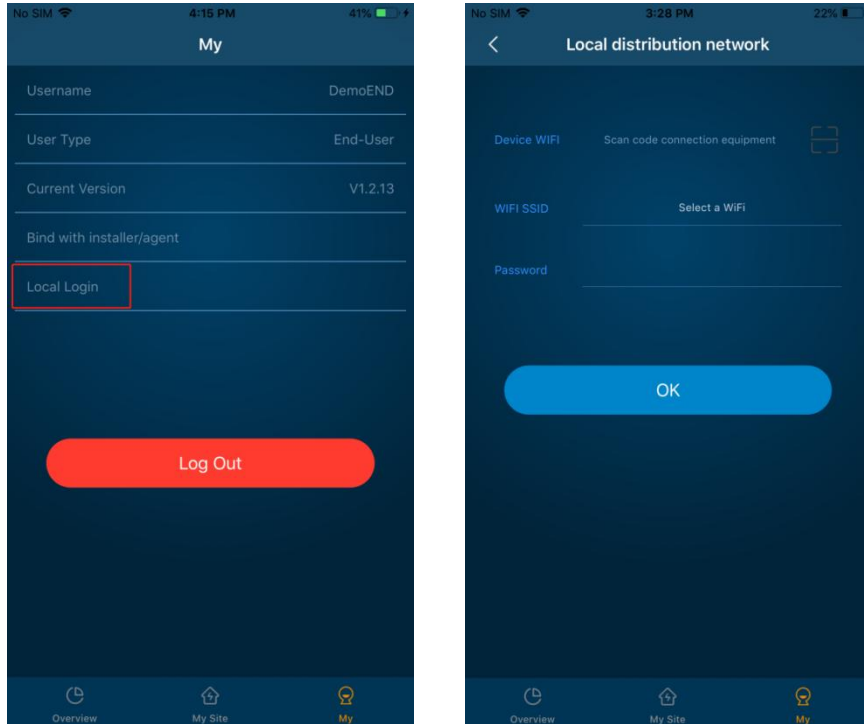 No SIM 4:15 PM 41%
My
Username DemoEND
User Type End-User
Current Version V1.2.13
Bind with installer/agent
Local Login
Log Out
Overview My Site My
No SIM 3:28 PM 22%
Local distribution network
Device WIFI Scan code connection equipment
WIFI SSID Select a WiFi
Password
OK
Overview My Site My